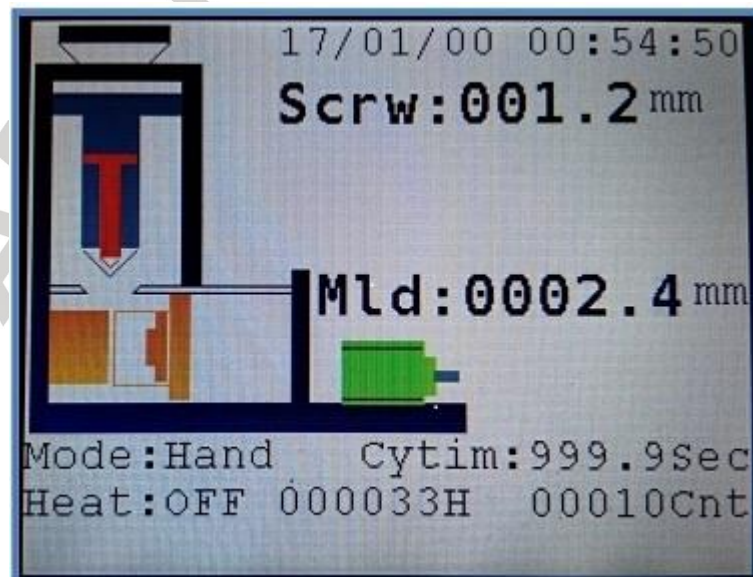 17/01/00 00:54:50
Scrw:001.2mm
Mld:0002.4mm
Mode:Hand Cytim:999.9Sec
Heat:OFF 000033H 00010Cnt